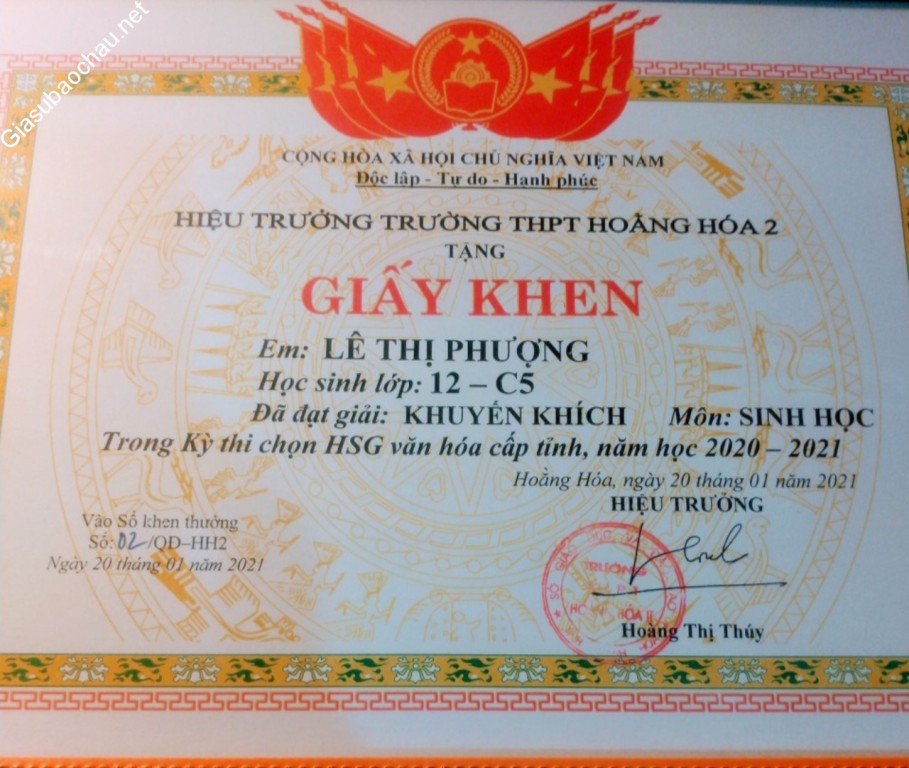 Giasubaochau.net
CỘNG HÒA XÃ HỘI CHỦ NGHĨA VIỆT NAM
Độc lập - Tự do - Hạnh phúc
HIỆU TRƯỞNG TRƯỜNG THPT HOẰNG HÓA 2
TẶNG
GIẤY KHEN
Em: LÊ THỊ PHƯỢNG
Học sinh lớp: 12 – C5
Đã đạt giải: KHUYẾN KHÍCH Môn: SINH HỌC
Trong Kỳ thi chọn HSG văn hóa cấp tỉnh, năm học 2020 – 2021
Hoằng Hóa, ngày 20 tháng 01 năm 2021
HIỆU TRƯỞNG
Vào Sổ khen thưởng
Số: 02/QĐ–HH2
Ngày 20 tháng 01 năm 2021
TRƯỜNG
Hoàng Thị Thúy